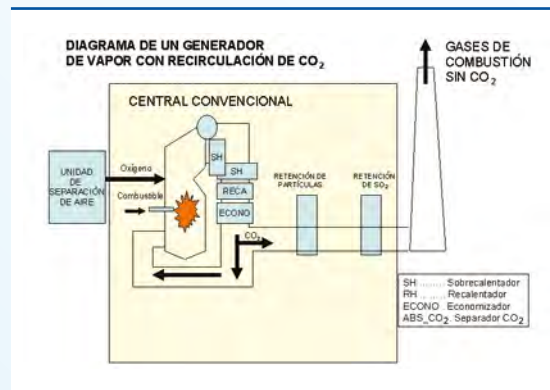 DIAGRAMA DE UN GENERADOR
DE VAPOR CON RECIRCULACIÓN DE CO₂
GASES DE
COMBUSTIÓN
SIN CO₂
CENTRAL CONVENCIONAL
UNIDAD
DE
SEPARACIÓN
DE AIRE
Oxígeno
Combustible
SH
SH
RECA
ECONO
CO₂
RETENCIÓN DE
PARTÍCULAS
RETENCIÓN
DE SO₂
SH ......... Sobrecalentador
RH ......... Recalentador
ECONO . Economizador
ABS_CO₂. Separador CO₂